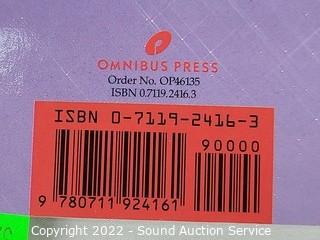 OMNIBUS PRESS
Order No. OP46135
ISBN 0.7119.2416.3
ISBN 0-7119-2416-3
90000
9 780711 924161
Copyright 2022 - Sound Auction Service